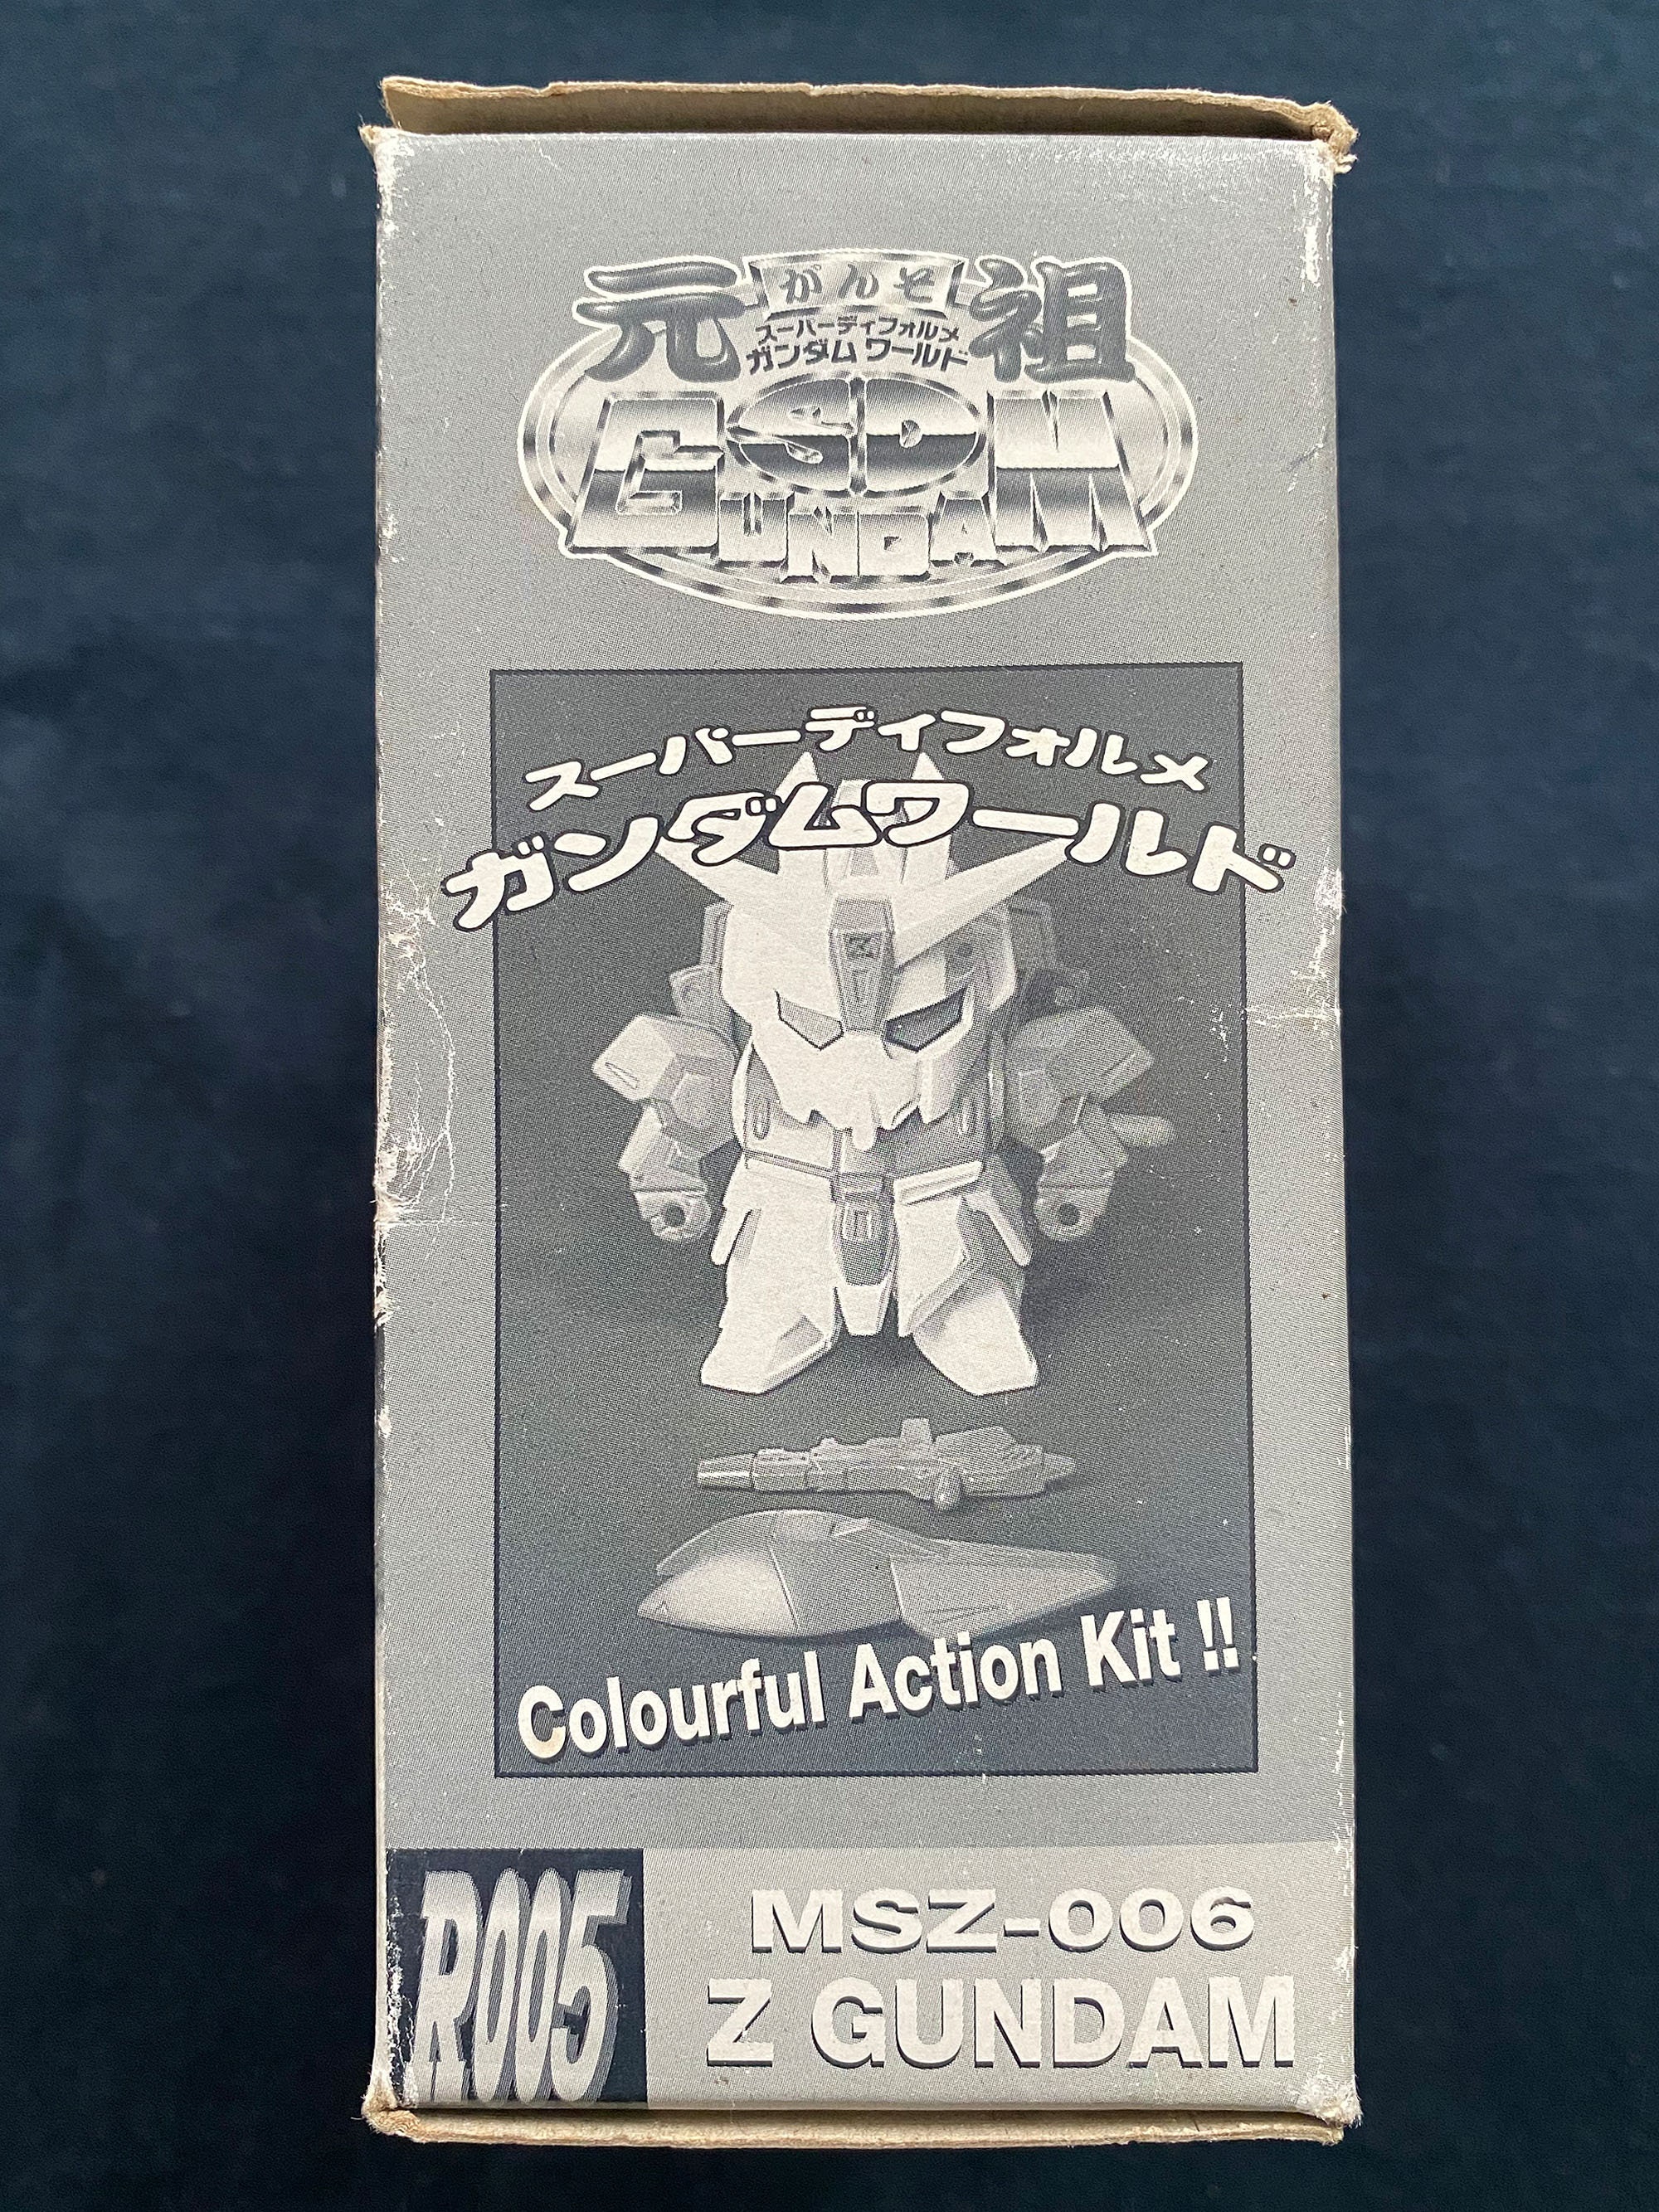 元 がんそ 祖
スーパーディフォルメ
ガンダム ワールド
SD
GUNDAM
スーパーディフォルメ
ガンダムワールド
Colourful Action Kit !!
R005
MSZ-006
Z GUNDAM